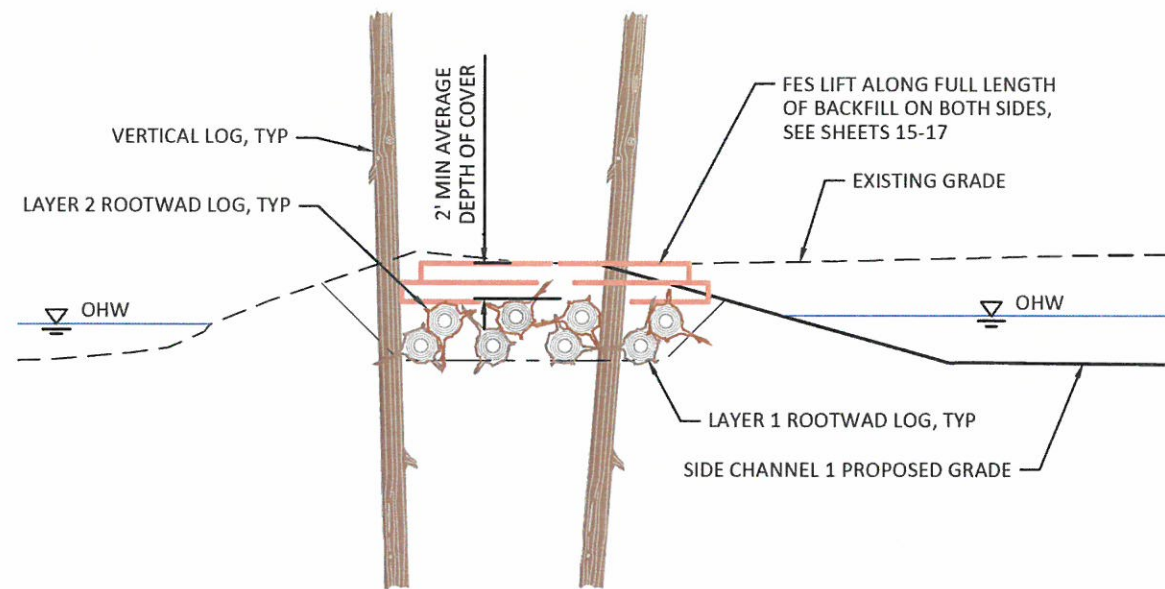 FES LIFT ALONG FULL LENGTH
OF BACKFILL ON BOTH SIDES,
SEE SHEETS 15-17
2' MIN AVERAGE
DEPTH OF COVER
VERTICAL LOG, TYP
EXISTING GRADE
LAYER 2 ROOTWAD LOG, TYP
OHW
OHW
LAYER 1 ROOTWAD LOG, TYP
SIDE CHANNEL 1 PROPOSED GRADE